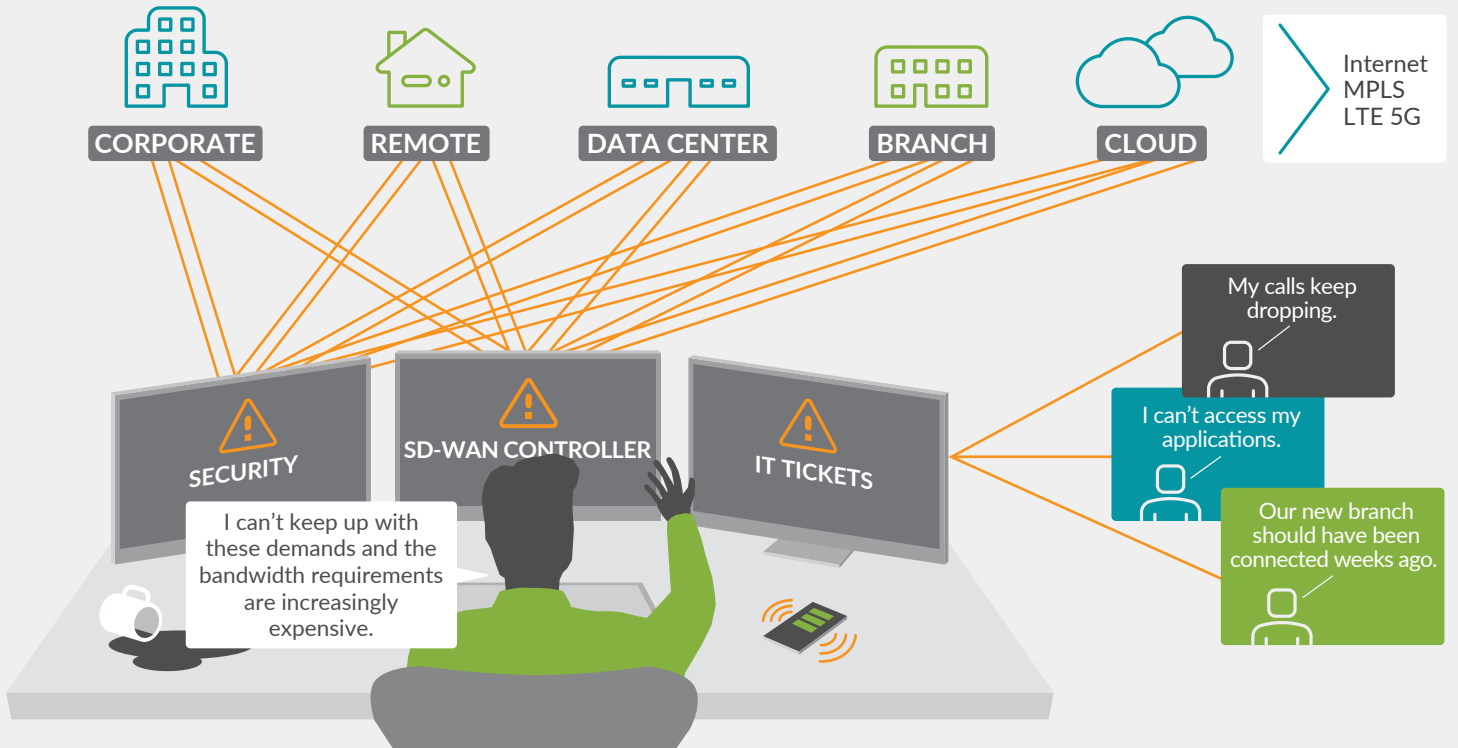 CORPORATE
REMOTE
DATA CENTER
BRANCH
CLOUD
Internet
MPLS
LTE 5G
SECURITY
SD-WAN CONTROLLER
IT TICKETS
My calls keep
dropping.
I can’t access my
applications.
Our new branch
should have been
connected weeks ago.
I can’t keep up with
these demands and the
bandwidth requirements
are increasingly
expensive.